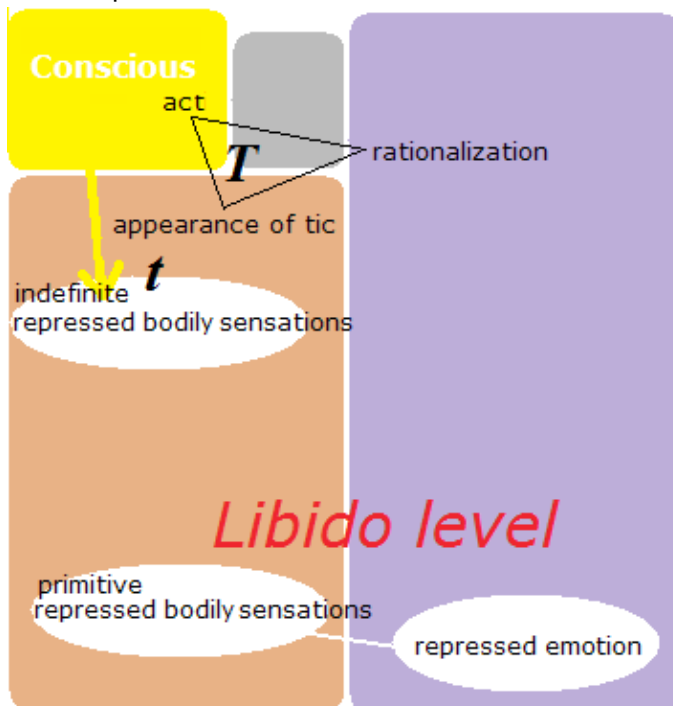 Conscious
act
T
rationalization
appearance of tic
t
indefinite
repressed bodily sensations
Libido level
primitive
repressed bodily sensations
repressed emotion